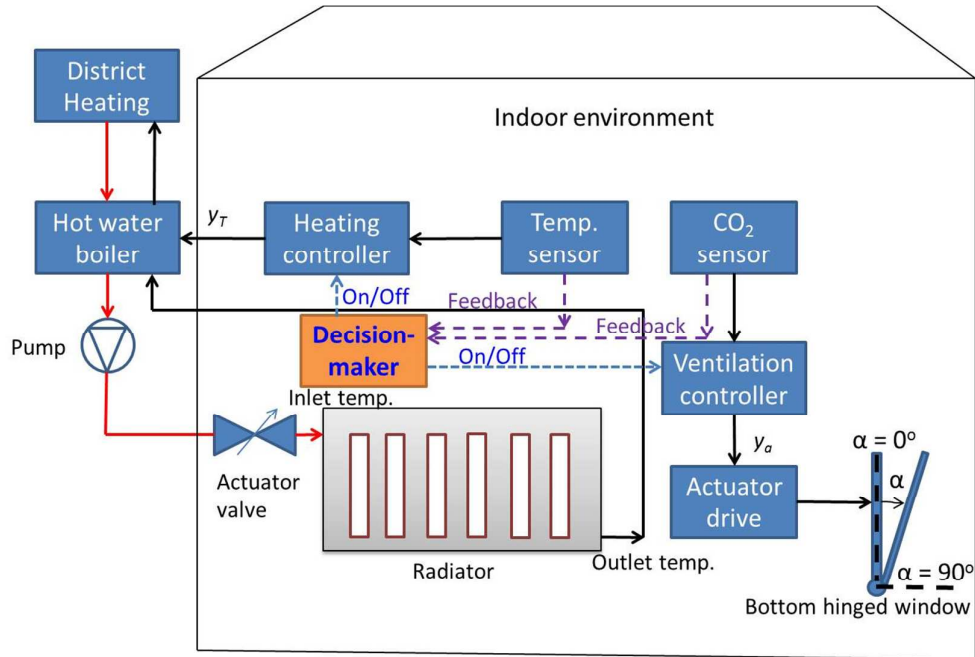 District
Heating
Indoor environment
Hot water
boiler
y_T
Heating
controller
Temp.
sensor
CO₂
sensor
On/Off
Feedback
Feedback
Pump
Decision-
maker
On/Off
Ventilation
controller
Inlet temp.
Actuator
valve
y_a
α = 0°
α
Actuator
drive
Radiator
Outlet temp.
α = 90°
Bottom hinged window